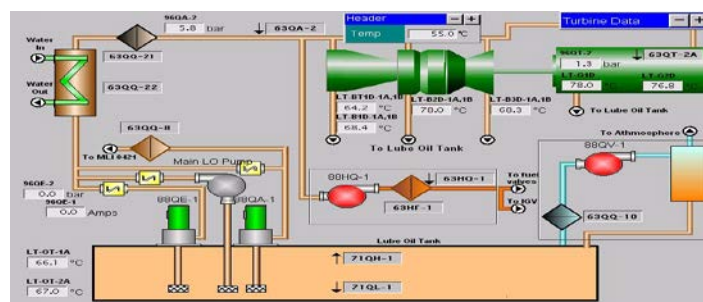 96QA-2
5.8 bar
63QA-2
Header
Temp 55.0 °C
Turbine Data
Water In
63QQ-21
96QT-2
63QT-2A
1.3 bar
Water Out
63QQ-22
LT-BT1D-1A,1B
64.2 °C
LT-B2D-1A,1B
78.0 °C
LT-B3D-1A,1B
68.3 °C
LT-G1D
78.0 °C
LT-G2D
76.8 °C
LT-B1D-1A,1B
68.4 °C
To Lube Oil Tank
To Lube Oil Tank
63QQ-8
To MLI 0421
Main LO Pump
To Athmosphere
88QV-1
96QE-2
0.0 bar
96QE-1
0.0 Amps
88QE-1
88QA-1
88HQ-1
63HQ-1
To fuel valves
63HF-1
To IGV
63QQ-10
Lube Oil Tank
LT-OT-1A
66.1 °C
71QH-1
LT-OT-2A
67.0 °C
71QL-1